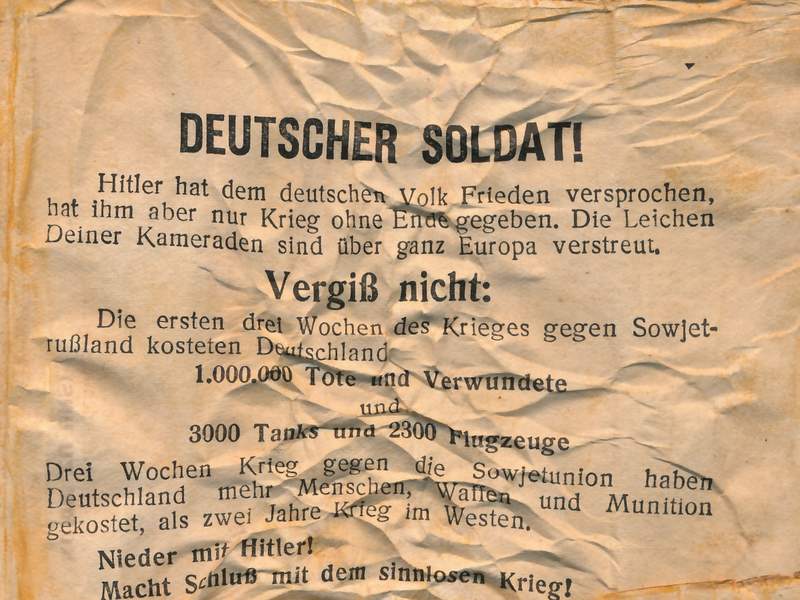 DEUTSCHER SOLDAT!
Hitler hat dem deutschen Volk Frieden versprochen,
hat ihm aber nur Krieg ohne Ende gegeben. Die Leichen
Deiner Kameraden sind über ganz Europa verstreut.
Vergiß nicht:
Die ersten drei Wochen des Krieges gegen Sowjet-
rußland kosteten Deutschland
1.000.000 Tote und Verwundete
und
3000 Tanks und 2300 Flugzeuge
Drei Wochen Krieg gegen die Sowjetunion haben
Deutschland mehr Menschen, Waffen und Munition
gekostet, als zwei Jahre Krieg im Westen.
Nieder mit Hitler!
Macht Schluß mit dem sinnlosen Krieg!